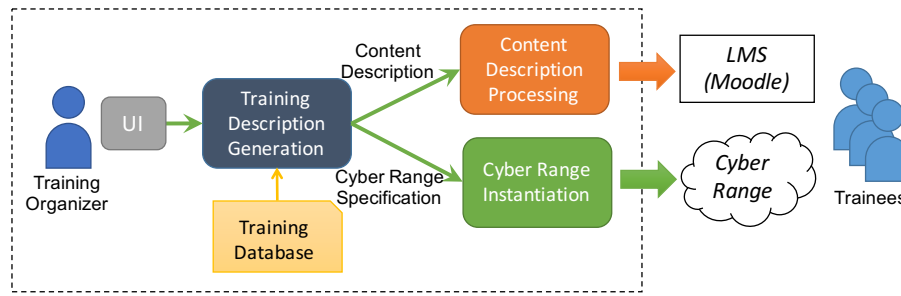 Training
Organizer
UI
Training
Description
Generation
Training
Database
Content
Description
Cyber Range
Specification
Content
Description
Processing
Cyber Range
Instantiation
LMS
(Moodle)
Cyber
Range
Trainees